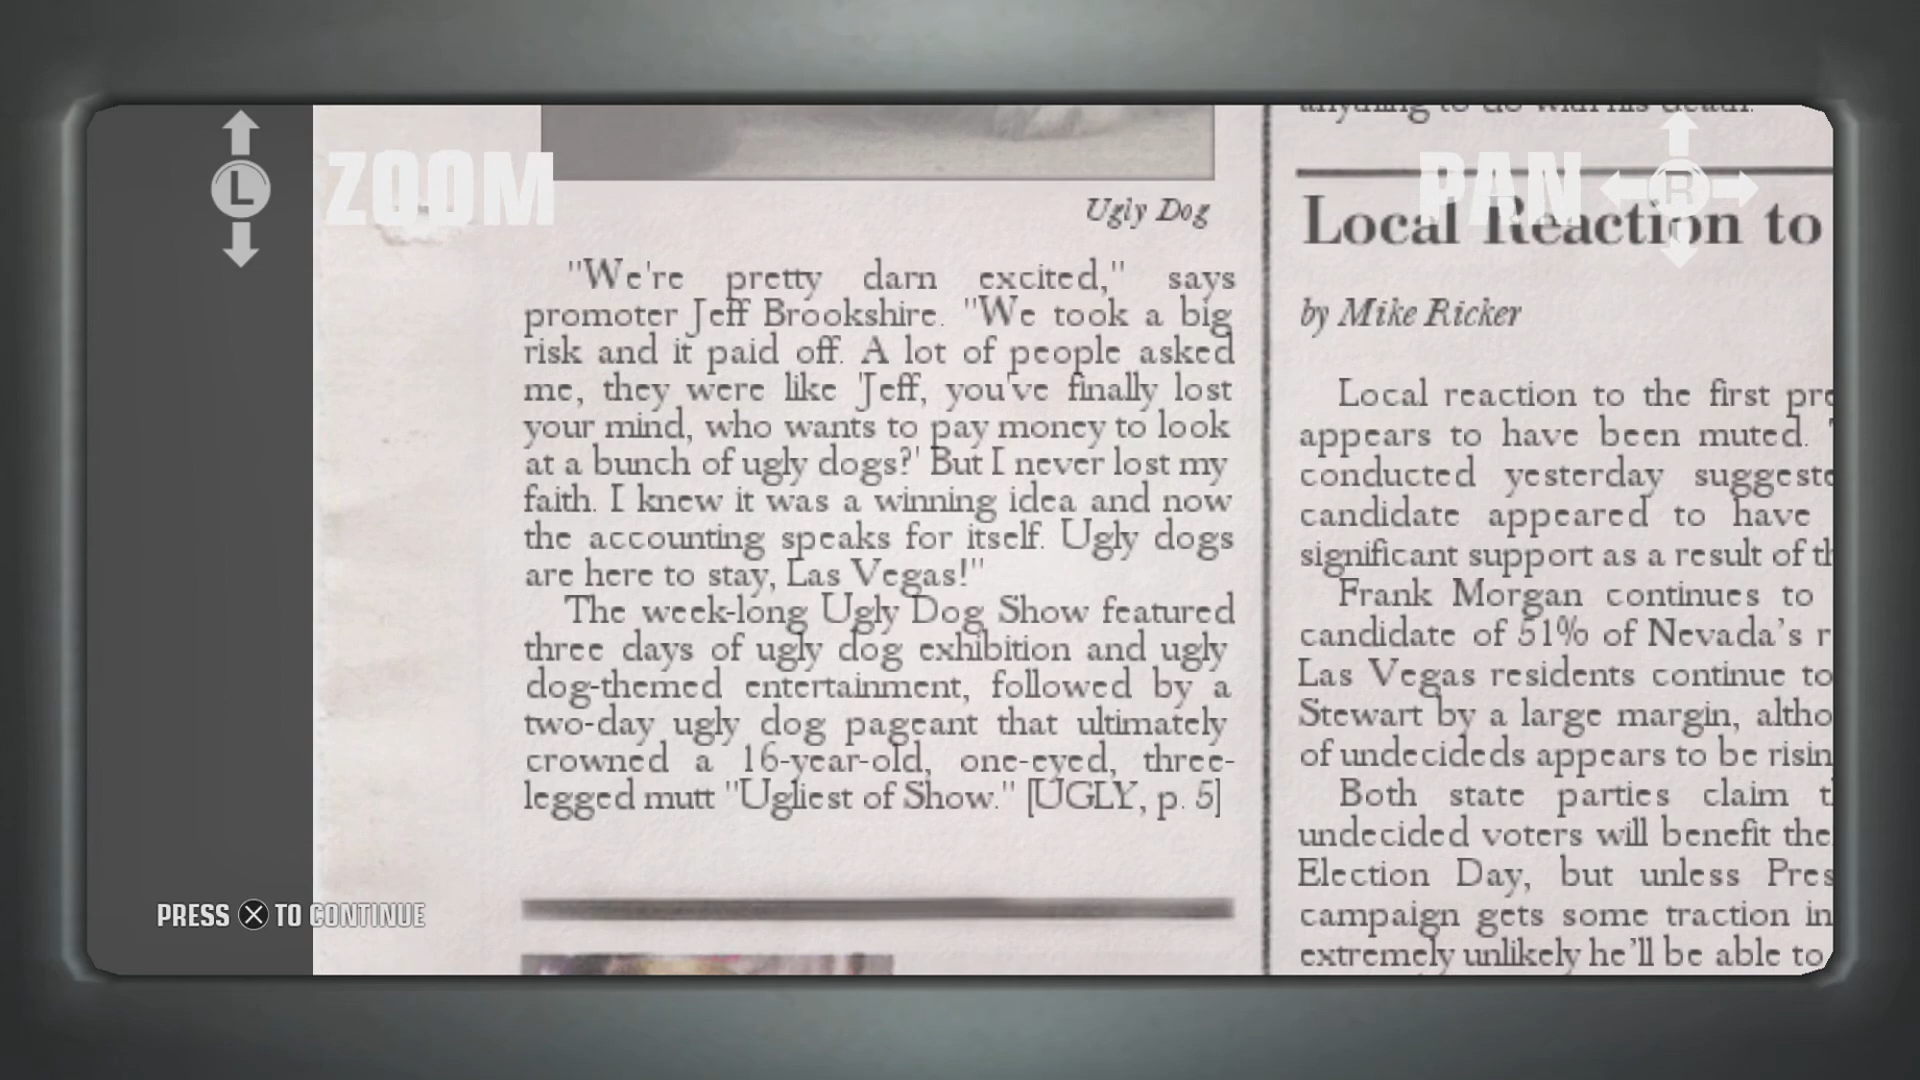 L ZOOM
PAN R
Ugly Dog
"We're pretty darn excited," says
promoter Jeff Brookshire. "We took a big
risk and it paid off. A lot of people asked
me, they were like 'Jeff, you've finally lost
your mind, who wants to pay money to look
at a bunch of ugly dogs?' But I never lost my
faith. I knew it was a winning idea and now
the accounting speaks for itself. Ugly dogs
are here to stay, Las Vegas!"
The week-long Ugly Dog Show featured
three days of ugly dog exhibition and ugly
dog-themed entertainment, followed by a
two-day ugly dog pageant that ultimately
crowned a 16-year-old, one-eyed, three-
legged mutt "Ugliest of Show." [UGLY, p. 5]
anything to do with his death.
Local Reaction to
by Mike Ricker
Local reaction to the first
appears to have been muted.
conducted yesterday
candidate appeared to have
significant support as a result of
Frank Morgan continues to
candidate of 51% of Nevada's
Las Vegas residents continue to
Stewart by a large margin,
of undecideds appears to be
Both state parties claim
undecided voters will benefit
Election Day, but unless
campaign gets some traction in
extremely unlikely he'll be able to
PRESS X TO CONTINUE